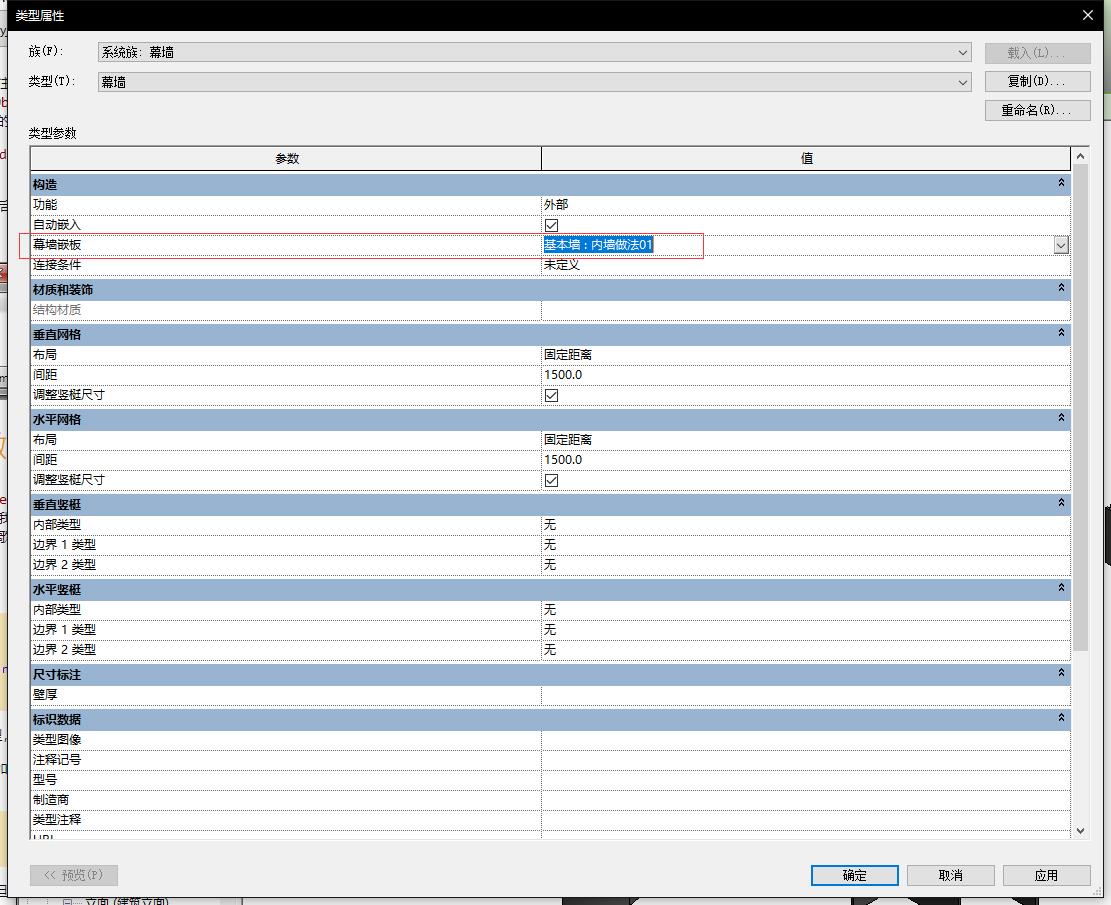 类型属性
族(F):
系统族: 幕墙
载入(L)...
类型(T):
幕墙
复制(D)...
重命名(R)...
类型参数
参数 值
构造
功能 外部
自动嵌入
幕墙嵌板 基本墙 : 内墙做法01
连接条件 未定义
材质和装饰
结构材质
垂直网格
布局 固定距离
间距 1500.0
调整竖梃尺寸
水平网格
布局 固定距离
间距 1500.0
调整竖梃尺寸
垂直竖梃
内部类型 无
边界 1 类型 无
边界 2 类型 无
水平竖梃
内部类型 无
边界 1 类型 无
边界 2 类型 无
尺寸标注
壁厚
标识数据
类型图像
注释记号
型号
制造商
类型注释
URL
<< 预览(P)
确定
取消
应用
立面 (建筑立面)